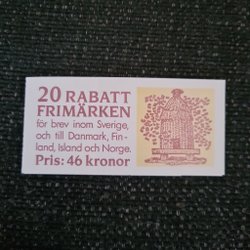 20 RABATT
FRIMÄRKEN
för brev inom Sverige,
och till Danmark, Fin-
land, Island och Norge.
Pris: 46 kronor